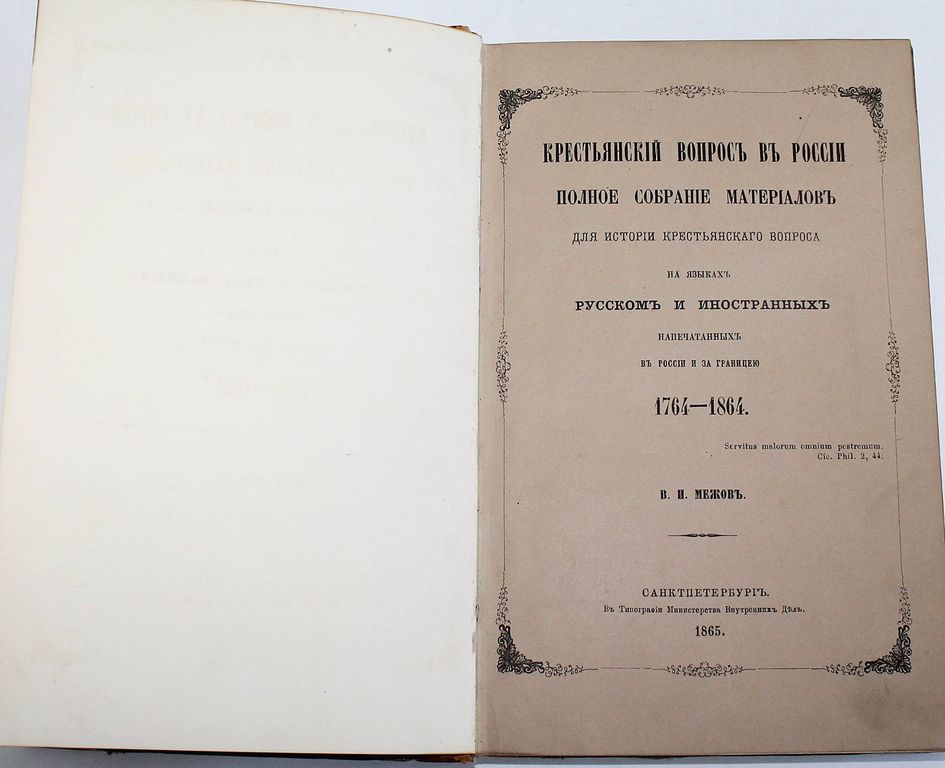 КРЕСТЬЯНСКІЙ ВОПРОСЪ ВЪ РОССІИ
ПОЛНОЕ СОБРАНІЕ МАТЕРІАЛОВЪ
ДЛЯ ИСТОРІИ КРЕСТЬЯНСКАГО ВОПРОСА
НА ЯЗЫКАХЪ
РУССКОМЪ И ИНОСТРАННЫХЪ
НАПЕЧАТАННЫХЪ
ВЪ РОССІИ И ЗА ГРАНИЦЕЮ
1764—1864.
Servitus malorum omnium postremum.
Cic. Phil. 2, 44.
В. И. МЕЖОВЪ.
САНКТПЕТЕРБУРГЪ.
Въ Типографіи Министерства Внутреннихъ Дѣлъ.
1865.